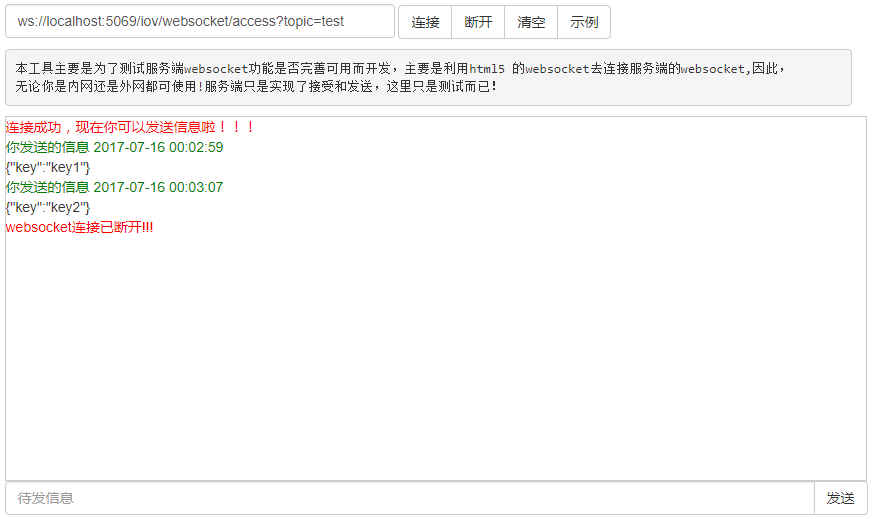 ws://localhost:5069/iov/websocket/access?topic=test 连接 断开 清空 示例
本工具主要是为了测试服务端websocket功能是否完善可用而开发，主要是利用html5 的websocket去连接服务端的websocket,因此，
无论你是内网还是外网都可使用!服务端只是实现了接受和发送，这里只是测试而已!
连接成功，现在你可以发送信息啦！！！
你发送的信息 2017-07-16 00:02:59
{"key":"key1"}
你发送的信息 2017-07-16 00:03:07
{"key":"key2"}
websocket连接已断开!!!
待发信息 发送